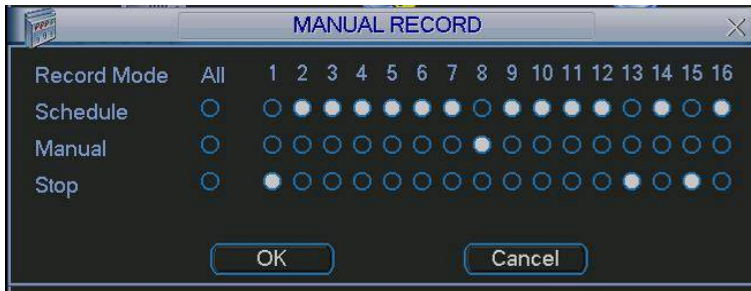 MANUAL RECORD
Record Mode All 1 2 3 4 5 6 7 8 9 10 11 12 13 14 15 16
Schedule
Manual
Stop
OK Cancel